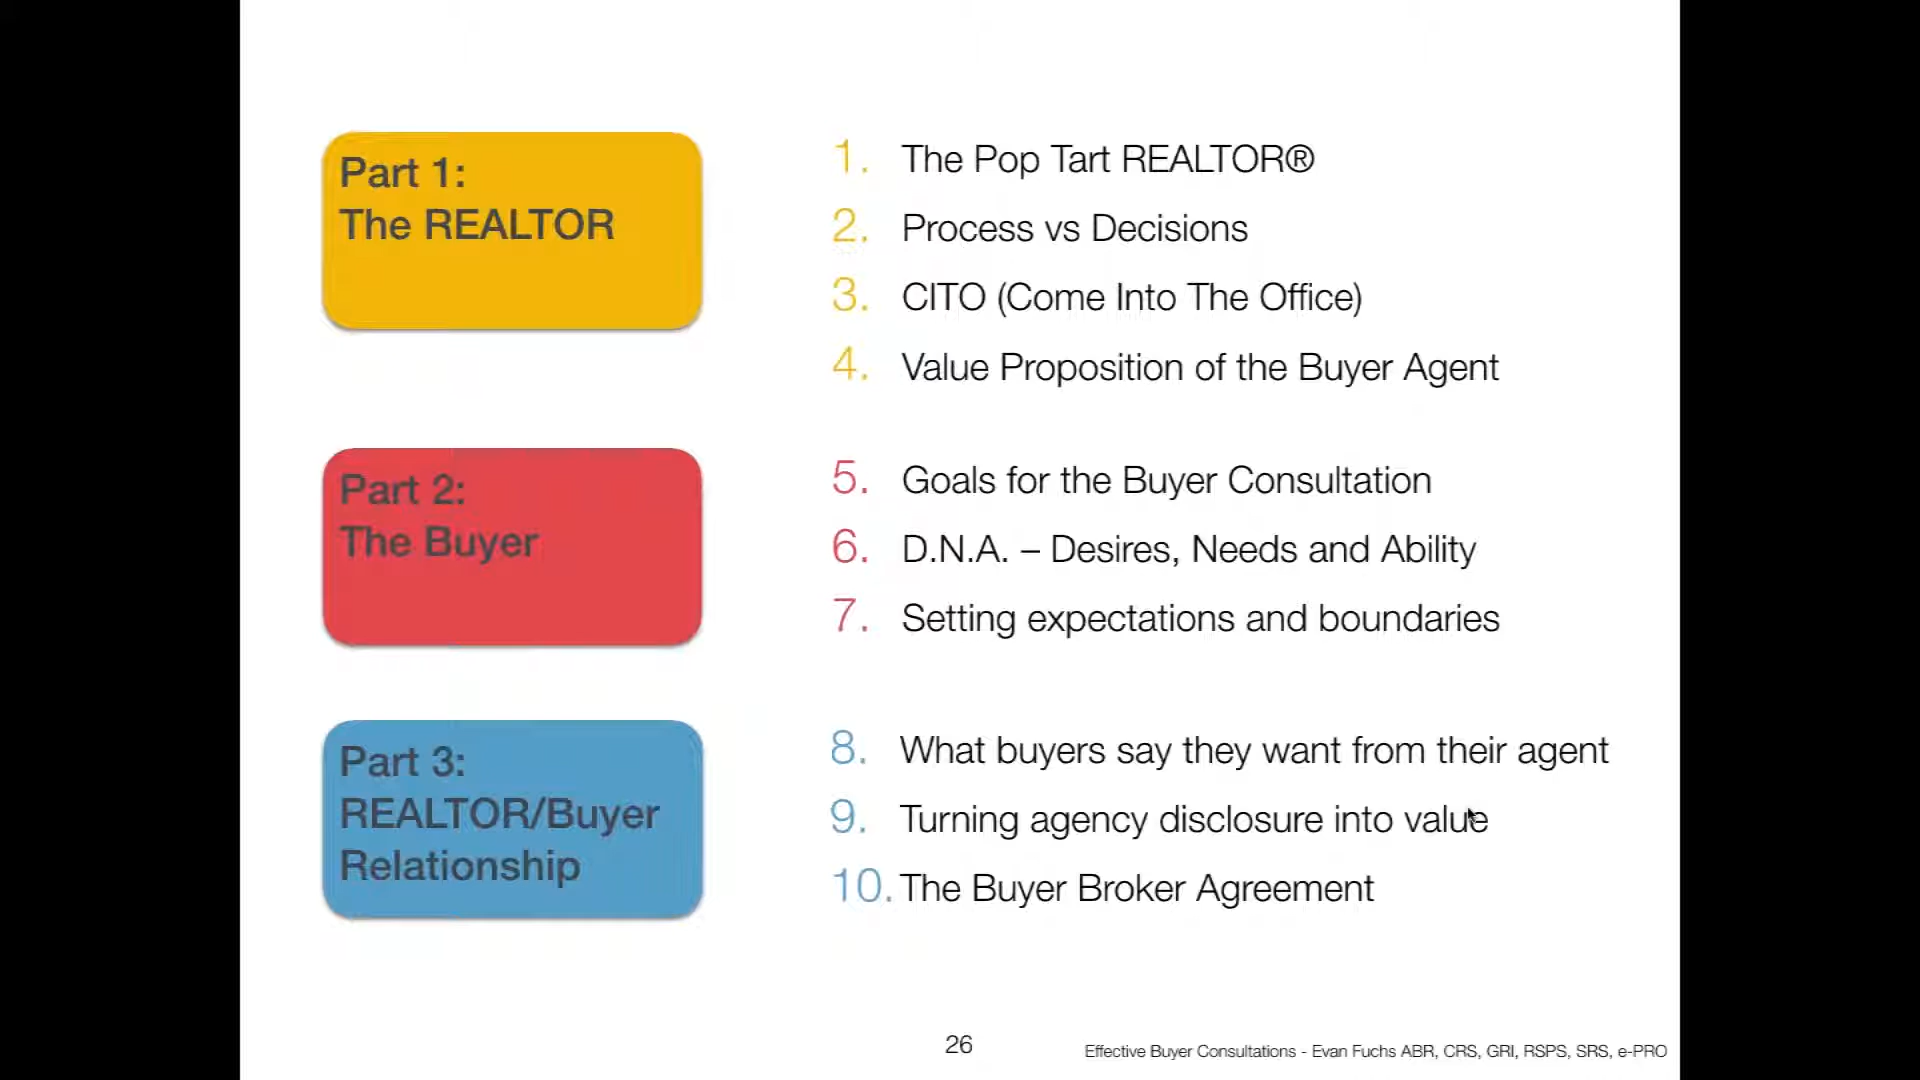 Part 1:
The REALTOR
1. The Pop Tart REALTOR®
2. Process vs Decisions
3. CITO (Come Into The Office)
4. Value Proposition of the Buyer Agent
Part 2:
The Buyer
5. Goals for the Buyer Consultation
6. D.N.A. – Desires, Needs and Ability
7. Setting expectations and boundaries
Part 3:
REALTOR/Buyer
Relationship
8. What buyers say they want from their agent
9. Turning agency disclosure into value
10. The Buyer Broker Agreement
26
Effective Buyer Consultations - Evan Fuchs ABR, CRS, GRI, RSPS, SRS, e-PRO